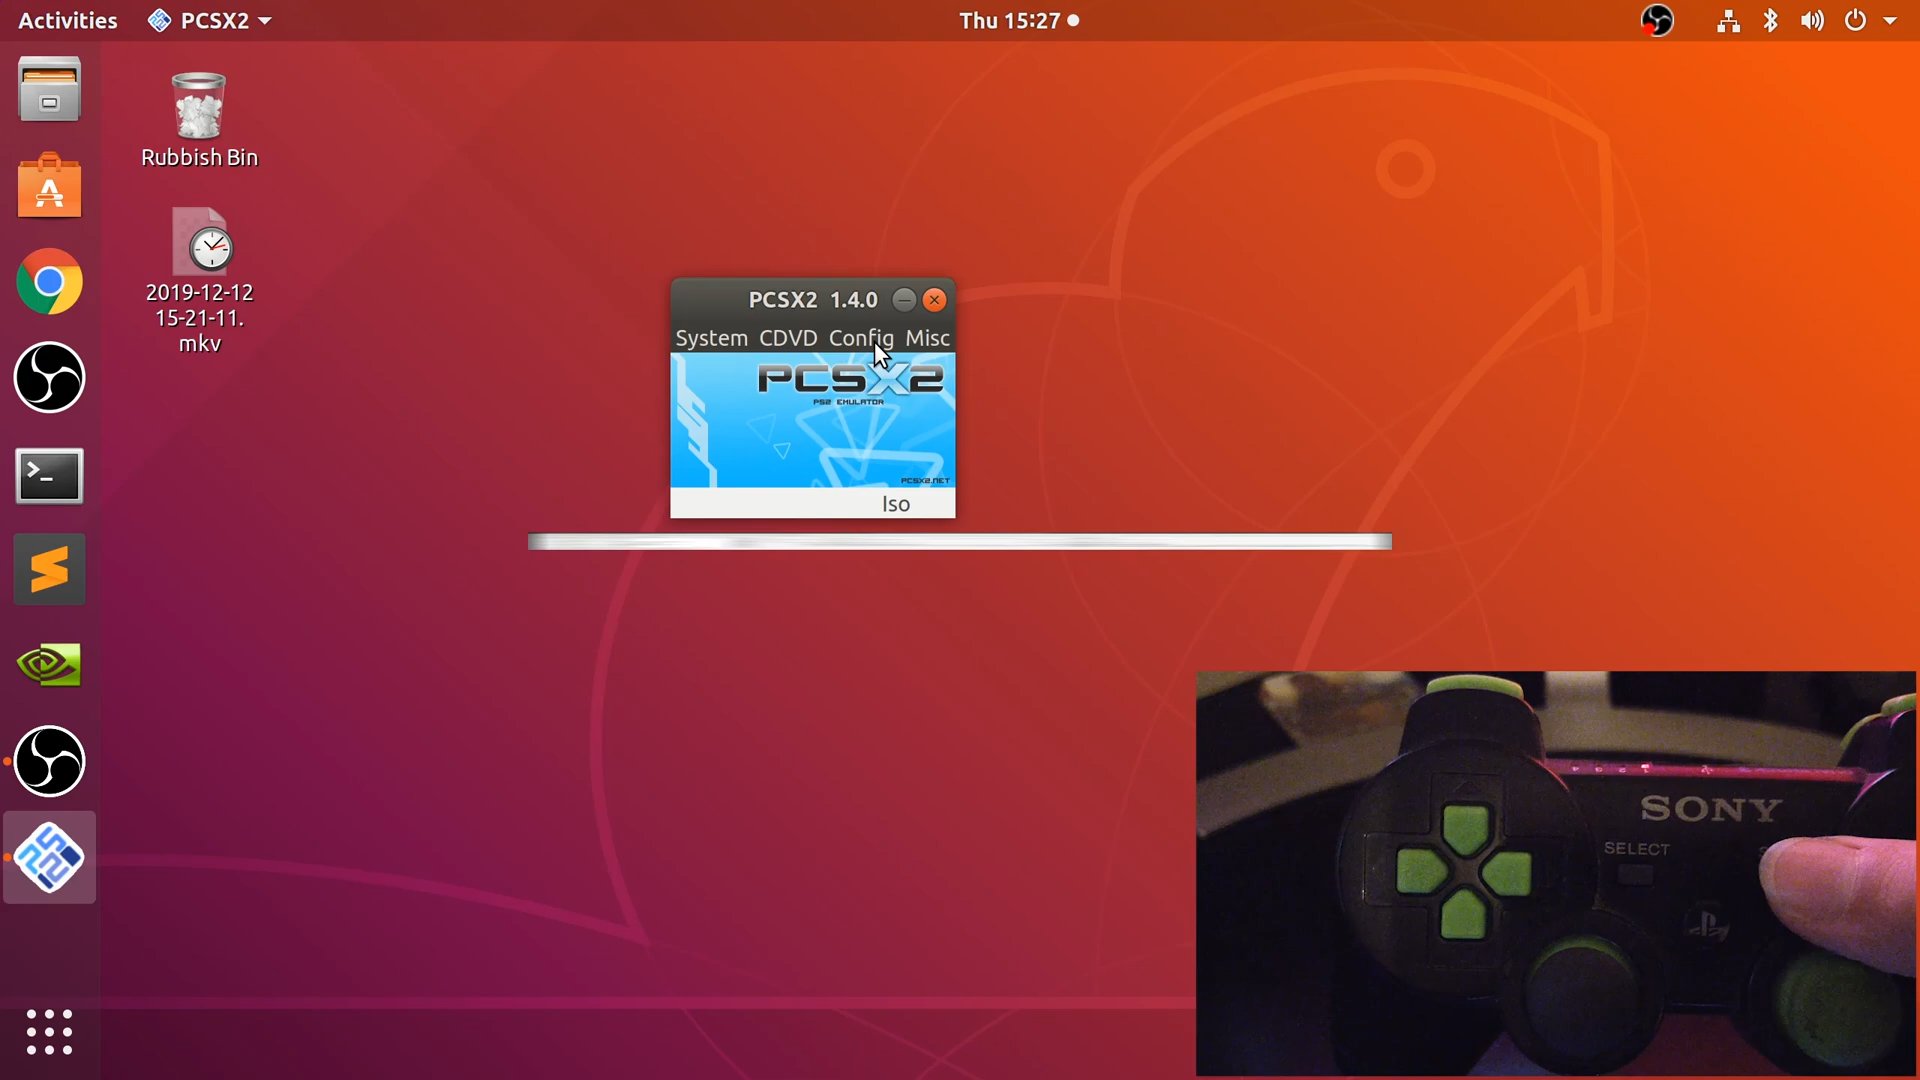 Activities
PCSX2
Thu 15:27
Rubbish Bin
2019-12-12
15-21-11.
mkv
PCSX2 1.4.0
System CDVD Config Misc
PCSX2
PS2 EMULATOR
PCSX2.NET
Iso
SONY
SELECT